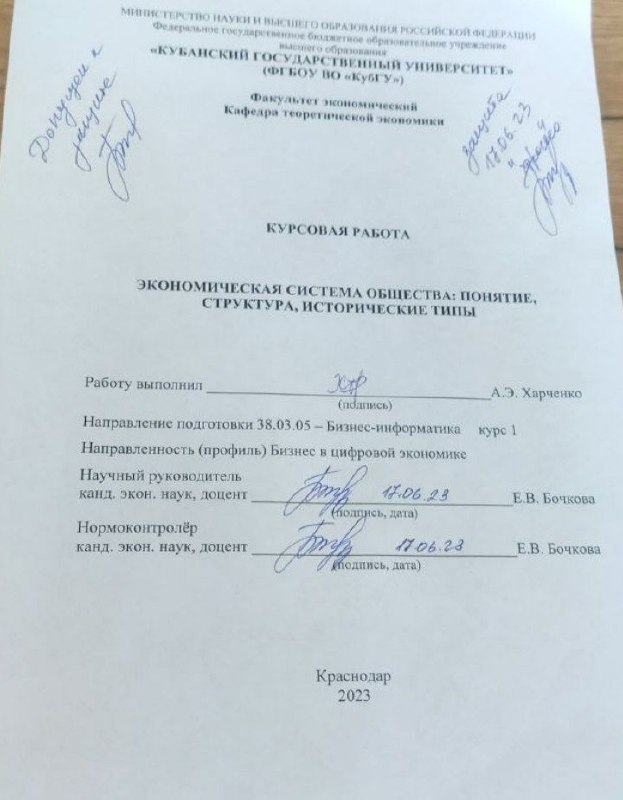 МИНИСТЕРСТВО НАУКИ И ВЫСШЕГО ОБРАЗОВАНИЯ РОССИЙСКОЙ ФЕДЕРАЦИИ
Федеральное государственное бюджетное образовательное учреждение
высшего образования
«КУБАНСКИЙ ГОСУДАРСТВЕННЫЙ УНИВЕРСИТЕТ»
(ФГБОУ ВО «КубГУ»)
Факультет экономический
Кафедра теоретической экономики
Допущен к
защите
защита
17.06.23
КУРСОВАЯ РАБОТА
ЭКОНОМИЧЕСКАЯ СИСТЕМА ОБЩЕСТВА: ПОНЯТИЕ,
СТРУКТУРА, ИСТОРИЧЕСКИЕ ТИПЫ
Работу выполнил А.Э. Харченко
(подпись)
Направление подготовки 38.03.05 – Бизнес-информатика курс 1
Направленность (профиль) Бизнес в цифровой экономике
Научный руководитель
канд. экон. наук, доцент 17.06.23 Е.В. Бочкова
(подпись, дата)
Нормоконтролёр
канд. экон. наук, доцент 17.06.23 Е.В. Бочкова
(подпись, дата)
Краснодар
2023